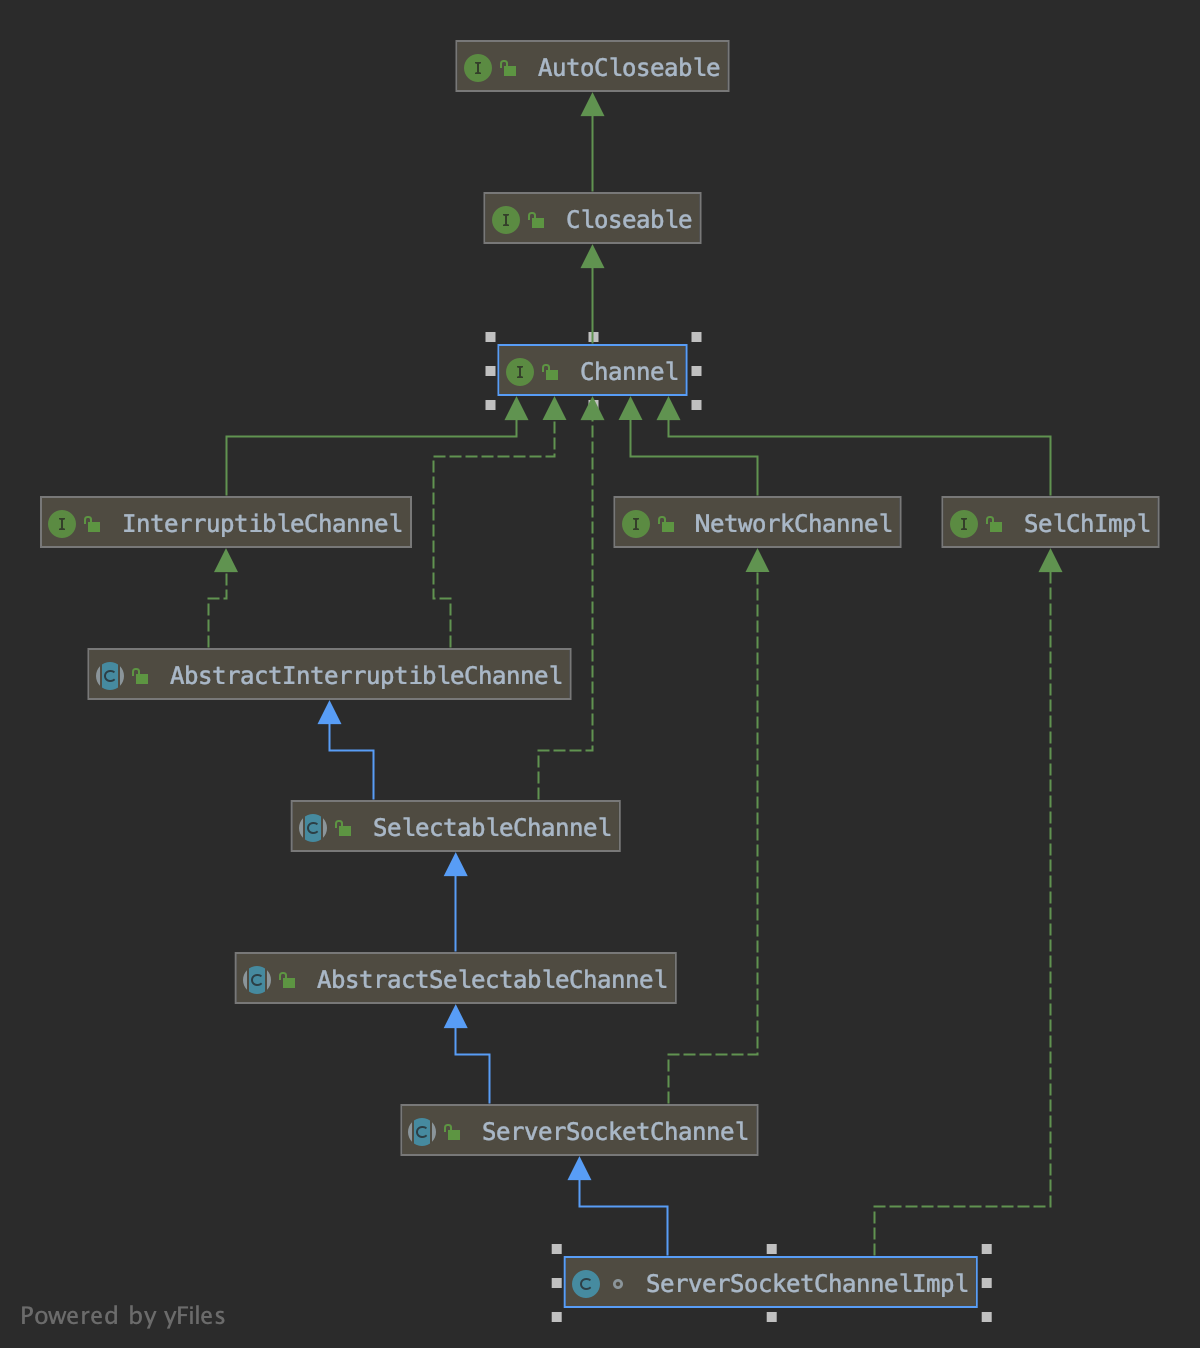 AutoCloseable
Closeable
Channel
InterruptibleChannel
NetworkChannel
SelChImpl
AbstractInterruptibleChannel
SelectableChannel
AbstractSelectableChannel
ServerSocketChannel
ServerSocketChannelImpl
Powered by yFiles